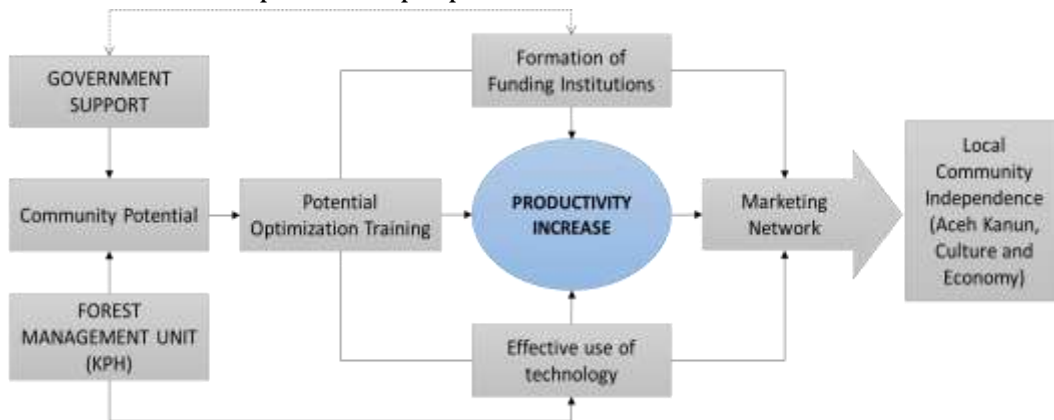 GOVERNMENT
SUPPORT
Community Potential
FOREST
MANAGEMENT UNIT
(KPH)
Potential
Optimization Training
Formation of
Funding Institutions
PRODUCTIVITY
INCREASE
Effective use of
technology
Marketing
Network
Local
Community
Independence
(Aceh Kanun,
Culture and
Economy)